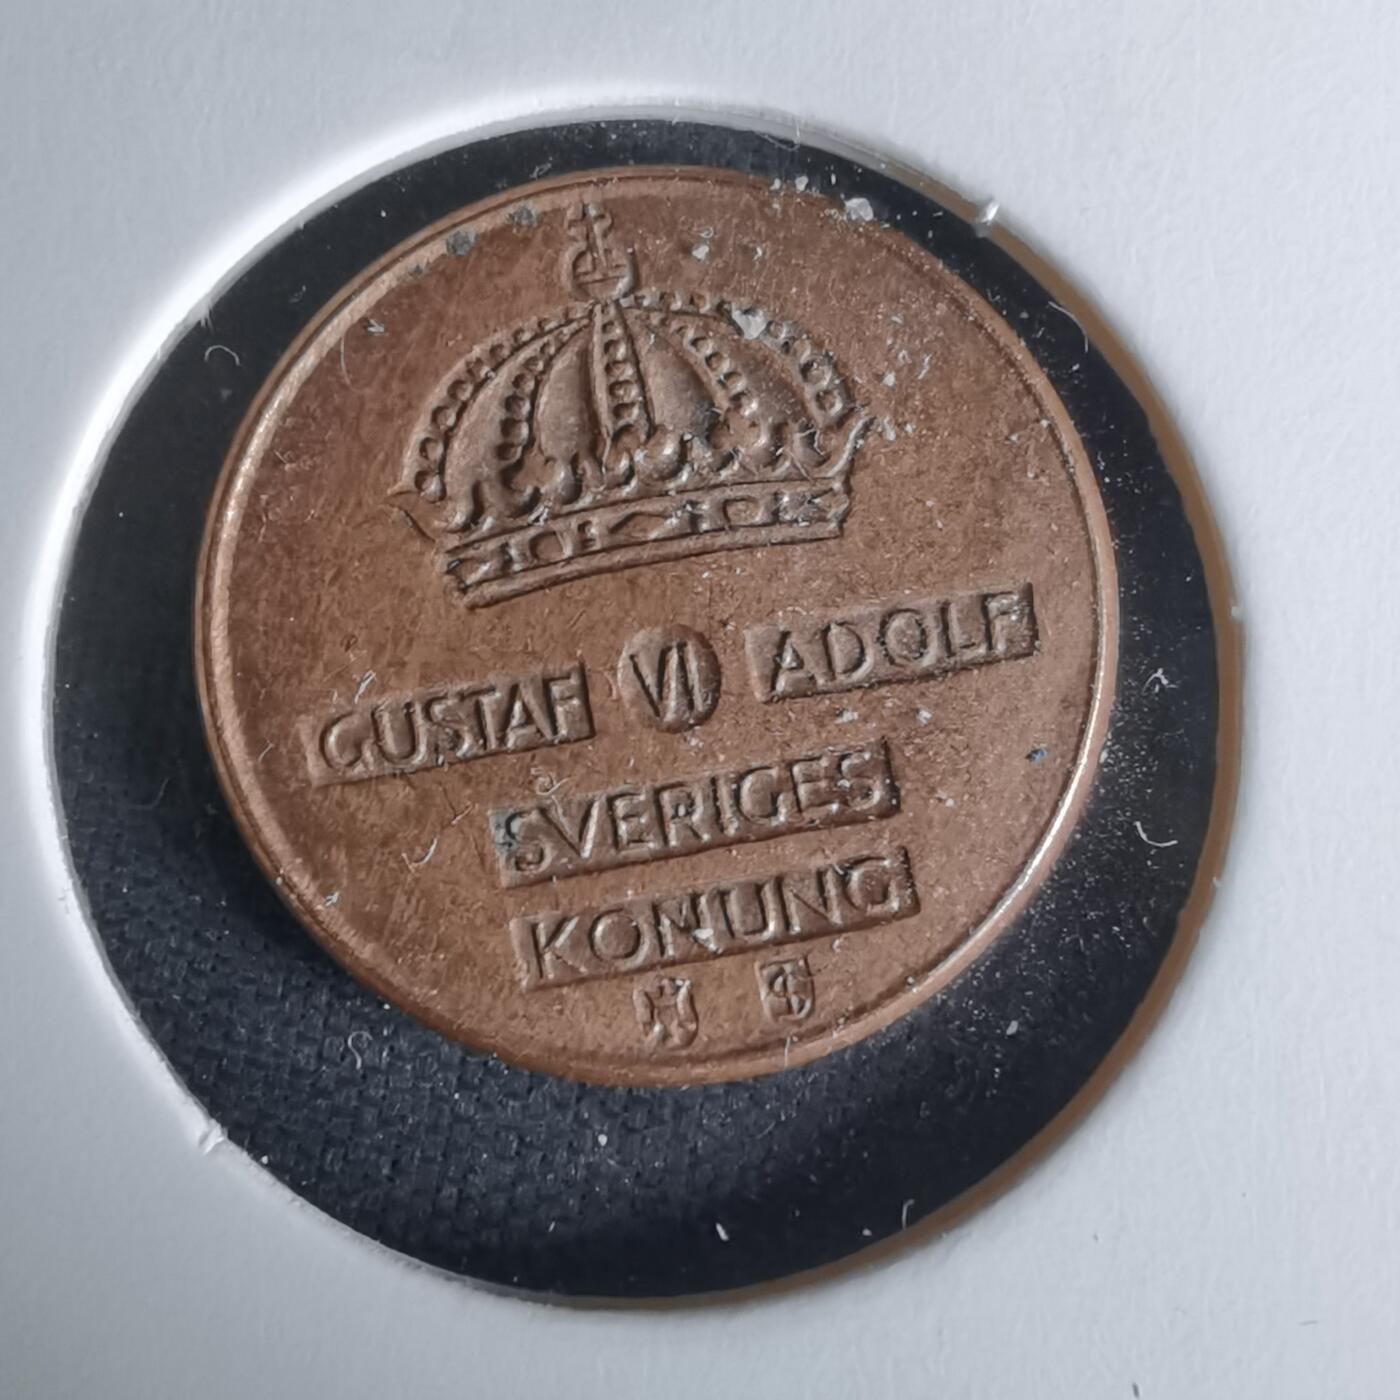 GUSTAF VI ADOLF
SVERIGES
KONUNG